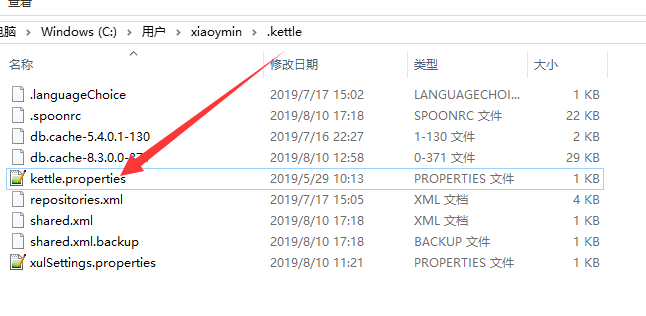 查看
电脑 › Windows (C:) › 用户 › xiaoymin › .kettle
名称 修改日期 类型 大小
.languageChoice 2019/7/17 15:02 LANGUAGECHOI... 1 KB
.spoonrc 2019/8/10 17:18 SPOONRC 文件 22 KB
db.cache-5.4.0.1-130 2019/7/16 22:27 1-130 文件 2 KB
db.cache-8.3.0.0-371 2019/8/10 12:58 0-371 文件 29 KB
kettle.properties 2019/5/29 10:13 PROPERTIES 文件 1 KB
repositories.xml 2019/7/17 15:05 XML 文档 4 KB
shared.xml 2019/8/10 17:18 XML 文档 1 KB
shared.xml.backup 2019/8/10 17:18 BACKUP 文件 1 KB
xulSettings.properties 2019/8/10 11:21 PROPERTIES 文件 1 KB